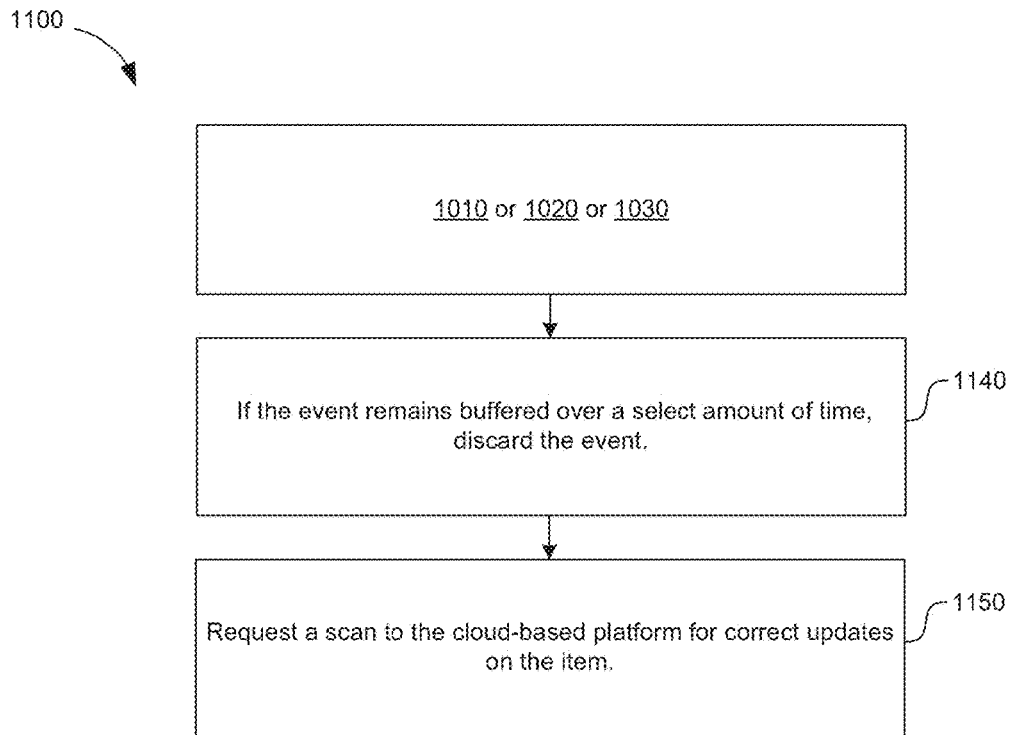 1100
1010 or 1020 or 1030
If the event remains buffered over a select amount of time,
discard the event.
1140
Request a scan to the cloud-based platform for correct updates
on the item.
1150